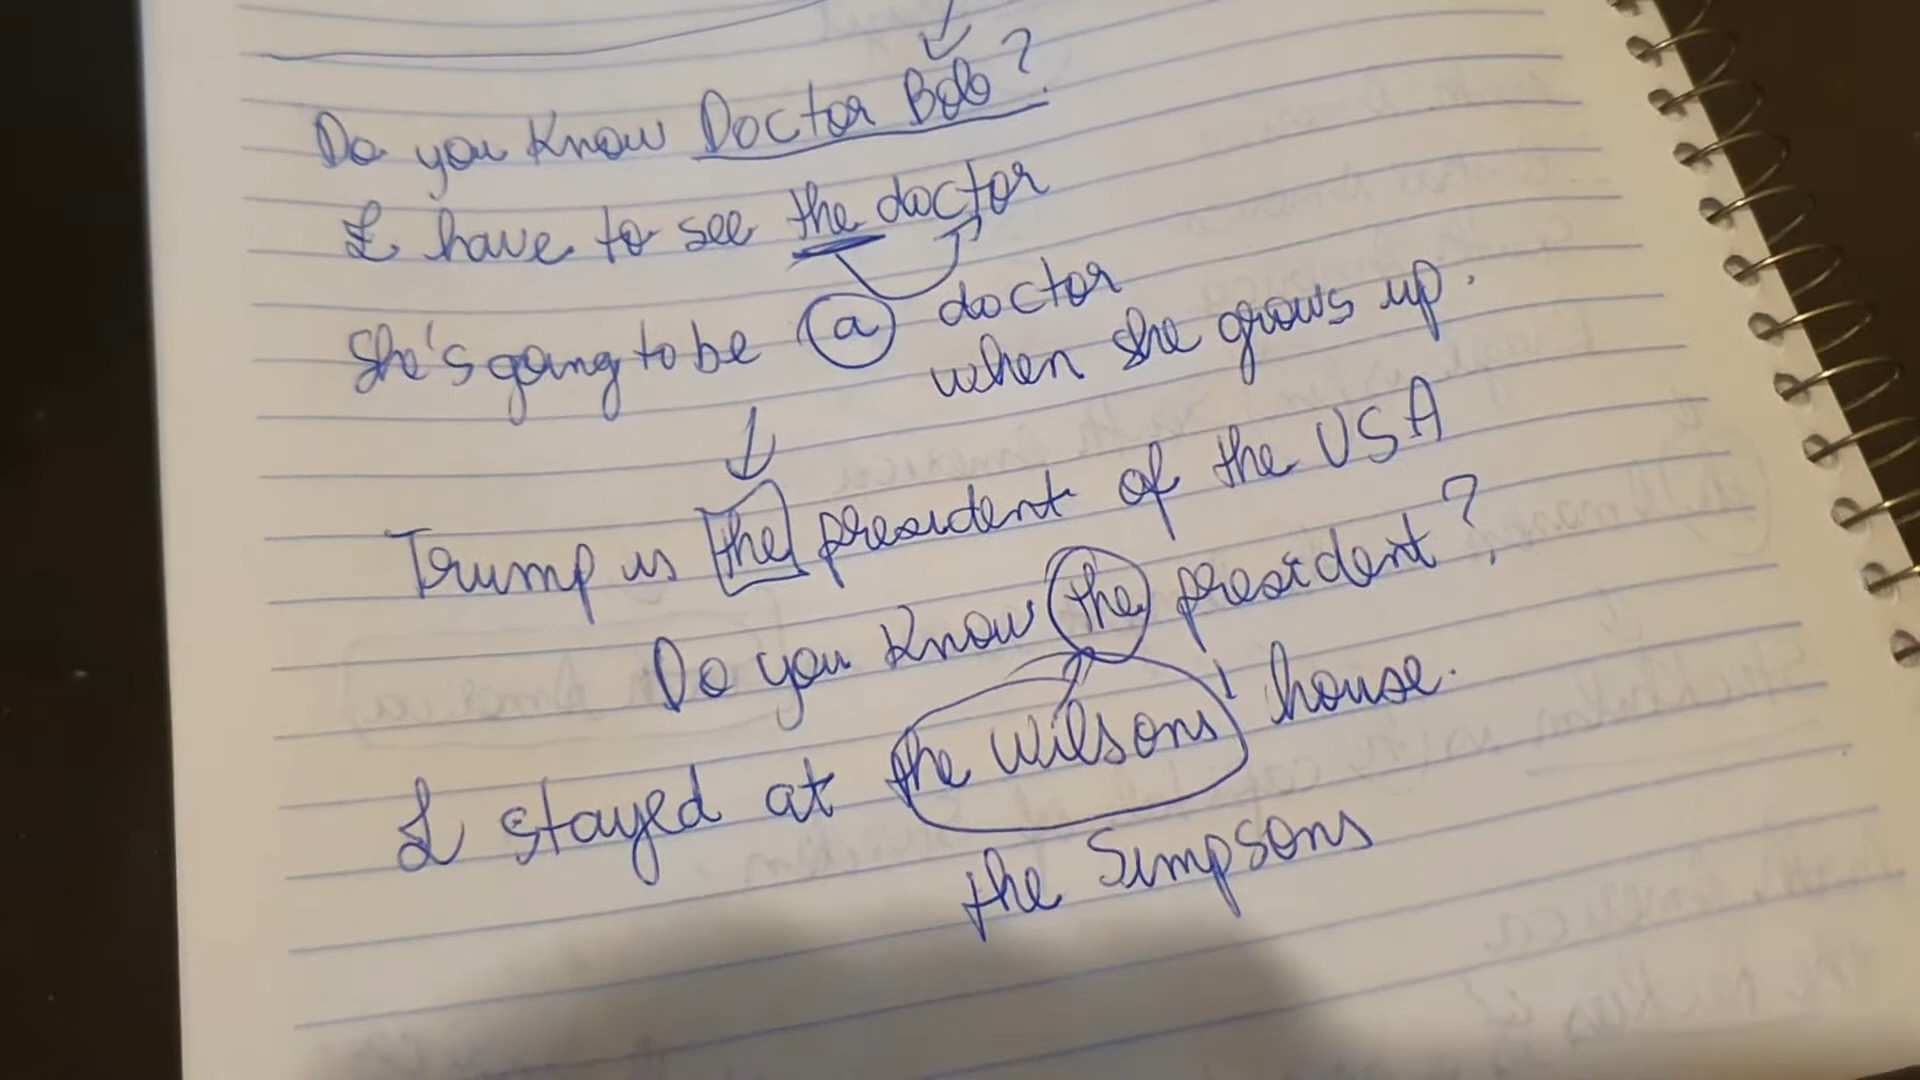 Do you know Doctor Bob?
I have to see the doctor
She's going to be a doctor
when she grows up.
Trump is the president of the USA
Do you know the president?
I stayed at the Wilsons' house.
the Simpsons